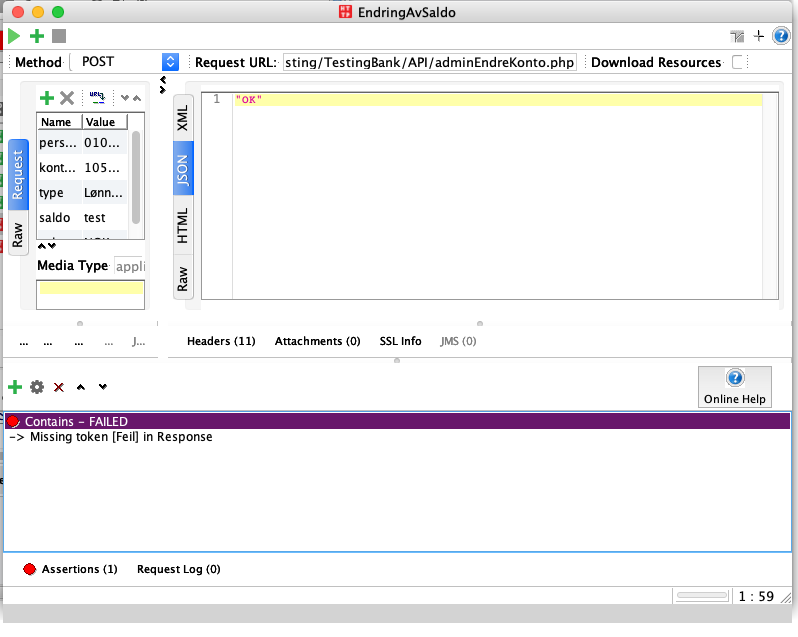 EndringAvSaldo
Method POST Request URL: sting/TestingBank/API/adminEndreKonto.php Download Resources
Name Value
pers... 010...
kont... 105...
type Lønn...
saldo test
Media Type appli
Request
Raw
XML
JSON
HTML
Raw
1 "OK"
... ... ... ... J...
Headers (11) Attachments (0) SSL Info JMS (0)
Online Help
Contains - FAILED
-> Missing token [Feil] in Response
Assertions (1) Request Log (0)
1 : 59